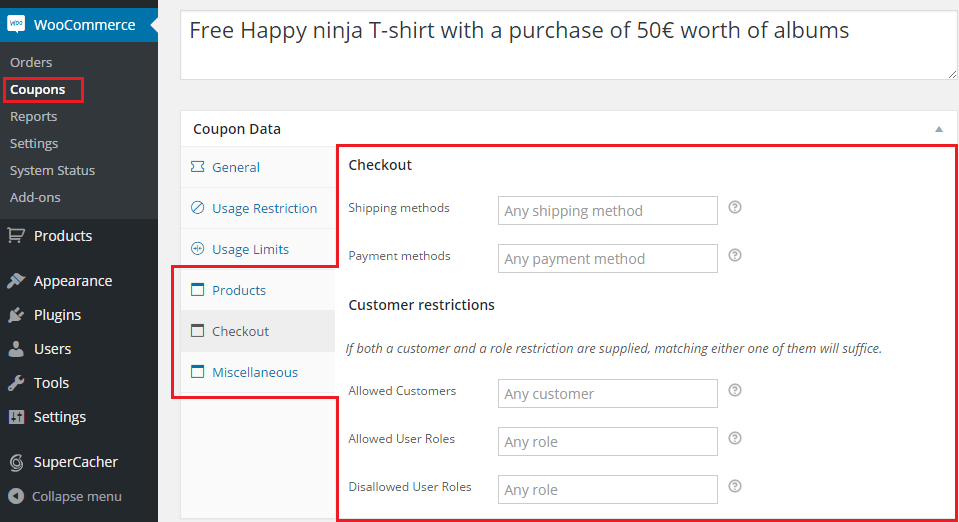 WooCommerce
Orders
Coupons
Reports
Settings
System Status
Add-ons
Products
Appearance
Plugins
Users
Tools
Settings
SuperCacher
Collapse menu
Free Happy ninja T-shirt with a purchase of 50€ worth of albums
Coupon Data
General
Usage Restriction
Usage Limits
Products
Checkout
Miscellaneous
Checkout
Shipping methods Any shipping method ?
Payment methods Any payment method ?
Customer restrictions
If both a customer and a role restriction are supplied, matching either one of them will suffice.
Allowed Customers Any customer ?
Allowed User Roles Any role ?
Disallowed User Roles Any role ?